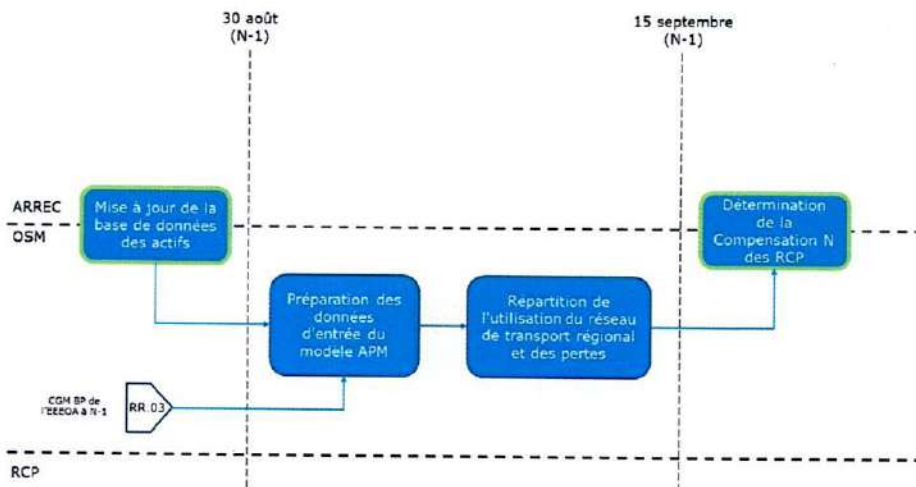 30 août
(N-1)
15 septembre
(N-1)
ARREC
OSM
Mise à jour de la
base de données
des actifs
Détermination
de la
Compensation N
des RCP
Préparation des
données
d'entrée du
modèle APM
Répartition de
l'utilisation du réseau
de transport régional
et des pertes
CGM BP de
l'EEEOA à N-1
RR.03
RCP